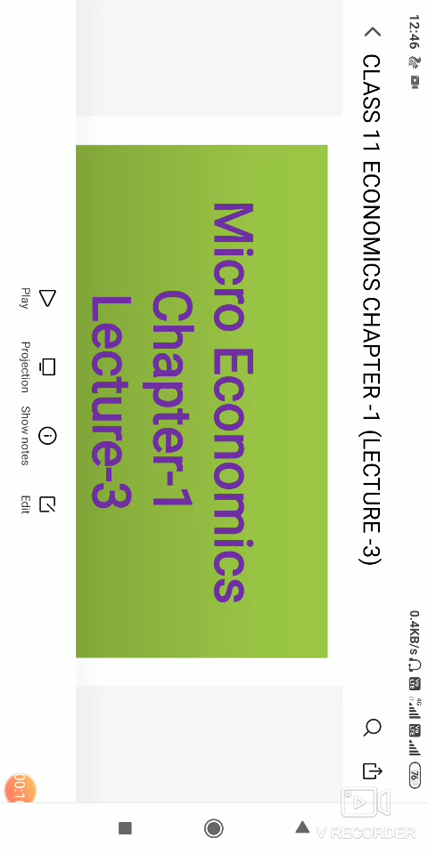 12:46
0.4KB/s
4G
76
CLASS 11 ECONOMICS CHAPTER -1 (LECTURE -3)
Micro Economics
Chapter-1
Lecture-3
Play
Projection
Show notes
Edit
V RECORDER